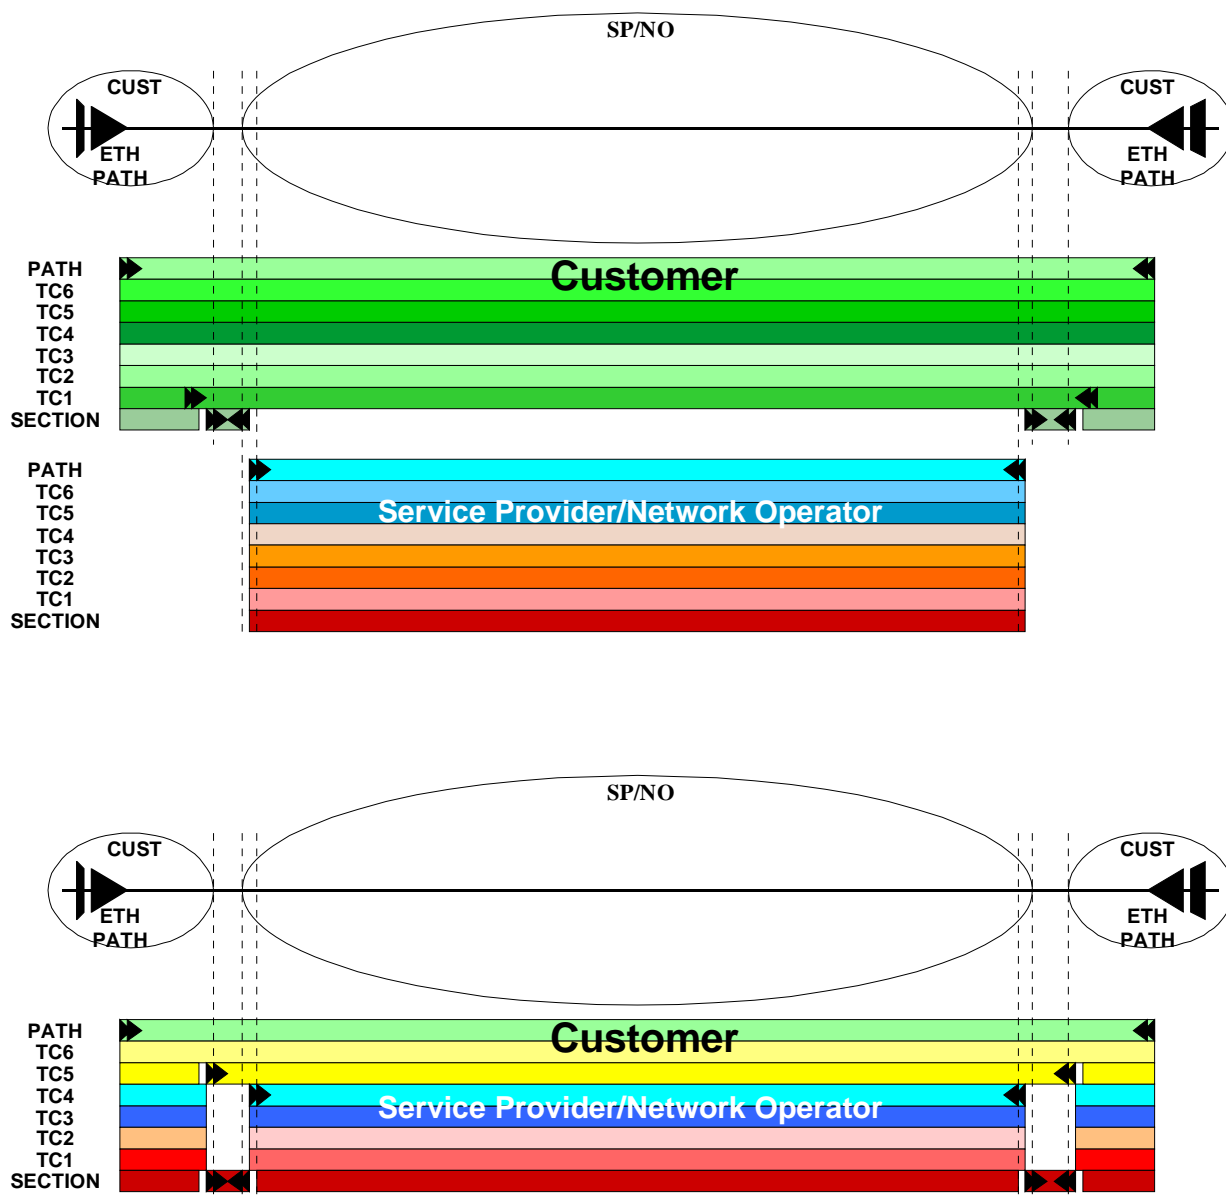 SP/NO
CUST
CUST
ETH
PATH
ETH
PATH
PATH
Customer
TC6
TC5
TC4
TC3
TC2
TC1
SECTION
PATH
TC6
TC5
Service Provider/Network Operator
TC4
TC3
TC2
TC1
SECTION
SP/NO
CUST
CUST
ETH
PATH
ETH
PATH
PATH
Customer
TC6
TC5
TC4
Service Provider/Network Operator
TC3
TC2
TC1
SECTION